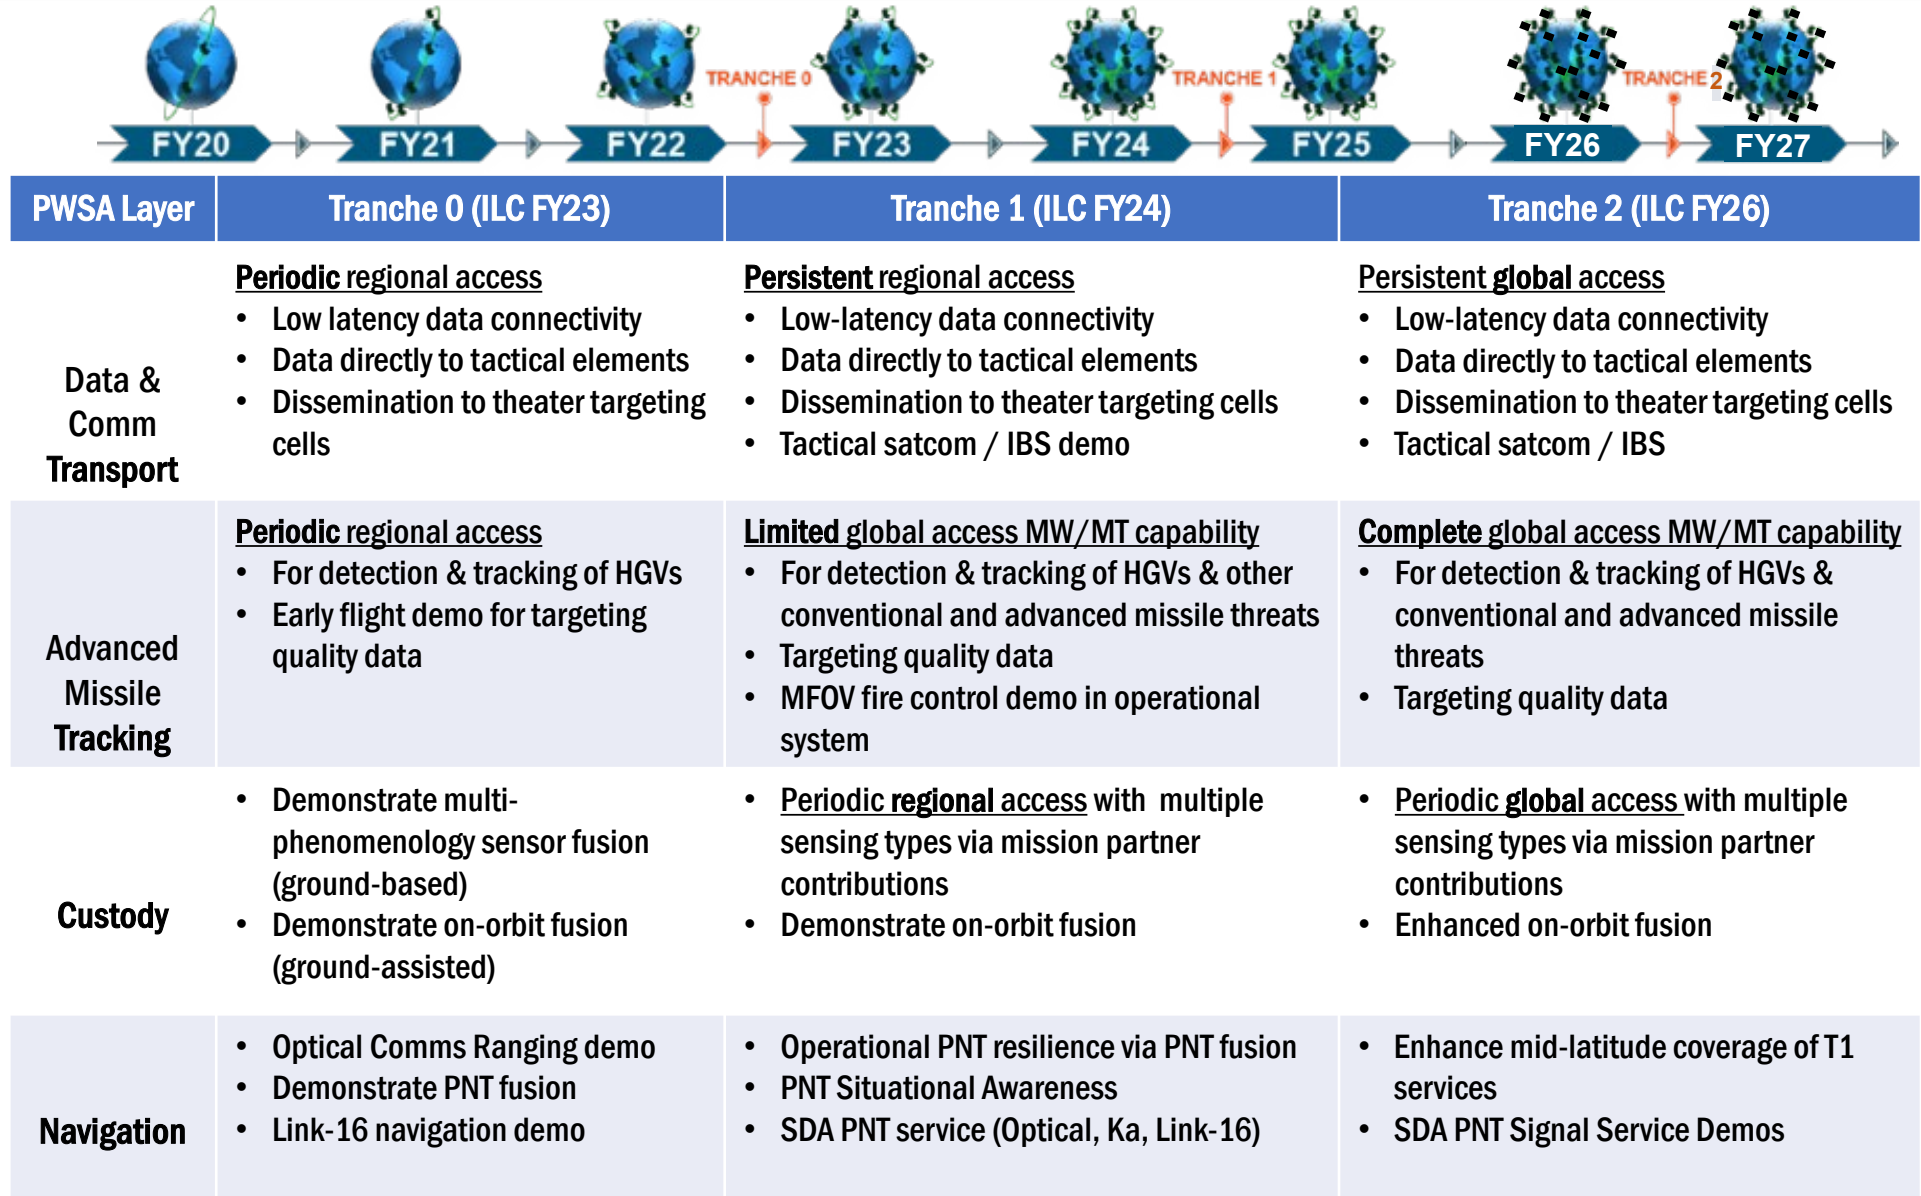 TRANCHE 0
TRANCHE 1
TRANCHE 2
FY20
FY21
FY22
FY23
FY24
FY25
FY26
FY27
PWSA Layer
Tranche 0 (ILC FY23)
Tranche 1 (ILC FY24)
Tranche 2 (ILC FY26)
Data &
Comm
Transport
Periodic regional access
• Low latency data connectivity
• Data directly to tactical elements
• Dissemination to theater targeting
cells
Persistent regional access
• Low-latency data connectivity
• Data directly to tactical elements
• Dissemination to theater targeting cells
• Tactical satcom / IBS demo
Persistent global access
• Low-latency data connectivity
• Data directly to tactical elements
• Dissemination to theater targeting cells
• Tactical satcom / IBS
Advanced
Missile
Tracking
Periodic regional access
• For detection & tracking of HGVs
• Early flight demo for targeting
quality data
Limited global access MW/MT capability
• For detection & tracking of HGVs & other
conventional and advanced missile threats
• Targeting quality data
• MFOV fire control demo in operational
system
Complete global access MW/MT capability
• For detection & tracking of HGVs &
conventional and advanced missile
threats
• Targeting quality data
Custody
• Demonstrate multi-
phenomenology sensor fusion
(ground-based)
• Demonstrate on-orbit fusion
(ground-assisted)
• Periodic regional access with multiple
sensing types via mission partner
contributions
• Demonstrate on-orbit fusion
• Periodic global access with multiple
sensing types via mission partner
contributions
• Enhanced on-orbit fusion
Navigation
• Optical Comms Ranging demo
• Demonstrate PNT fusion
• Link-16 navigation demo
• Operational PNT resilience via PNT fusion
• PNT Situational Awareness
• SDA PNT service (Optical, Ka, Link-16)
• Enhance mid-latitude coverage of T1
services
• SDA PNT Signal Service Demos